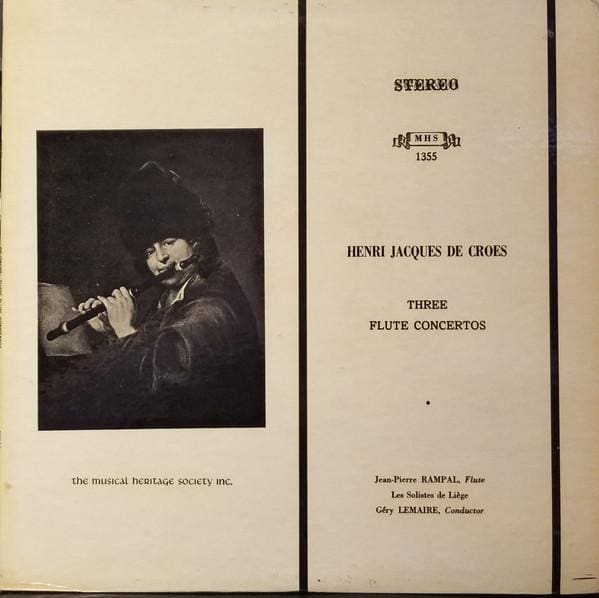 STEREO
MHS
1355
HENRI JACQUES DE CROES
THREE
FLUTE CONCERTOS
the musical heritage society inc.
Jean-Pierre RAMPAL, Flute
Les Solistes de Liège
Géry LEMAIRE, Conductor